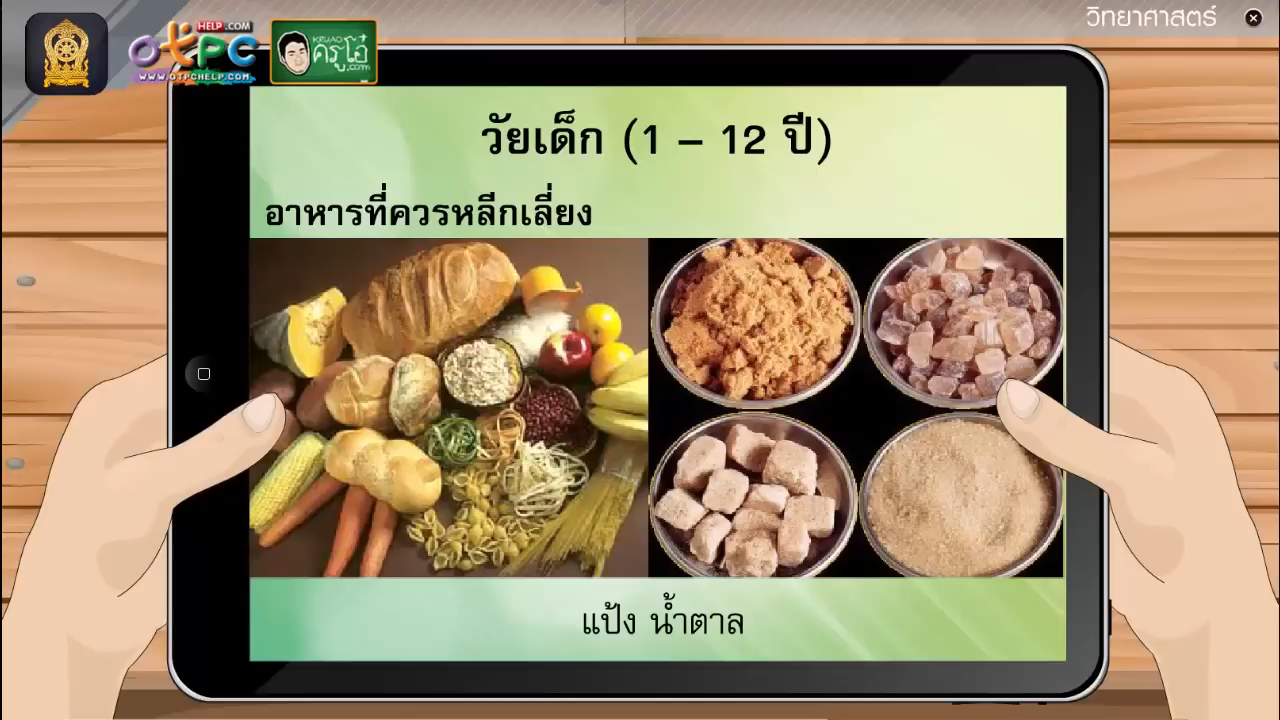 วิทยาศาสตร์
HELP.COM
OTPC
WWW.OTPCHELP.COM
KRUAO
ครูโอ๋
.com
วัยเด็ก (1 – 12 ปี)
อาหารที่ควรหลีกเลี่ยง
แป้ง น้ำตาล